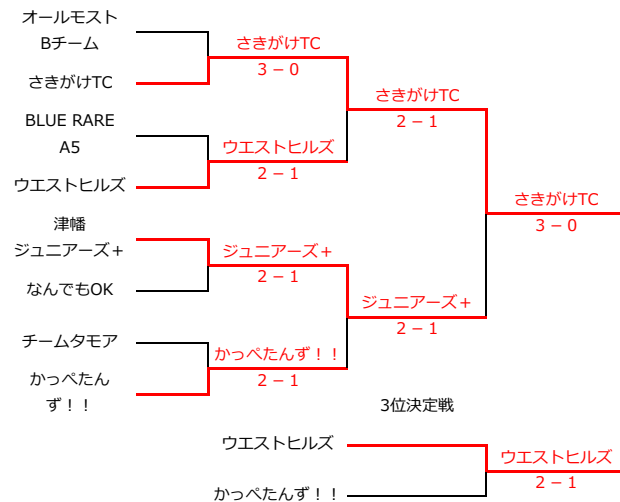 オールモスト
Bチーム
さきがけTC
BLUE RARE
A5
ウエストヒルズ
津幡
ジュニアーズ+
なんでもOK
チームタモア
かっぺたん
ず！！
さきがけTC
3－0
ウエストヒルズ
2－1
ジュニアーズ+
2－1
かっぺたんず！！
2－1
さきがけTC
2－1
ジュニアーズ+
2－1
さきがけTC
3－0
3位決定戦
ウエストヒルズ
かっぺたんず！！
ウエストヒルズ
2－1